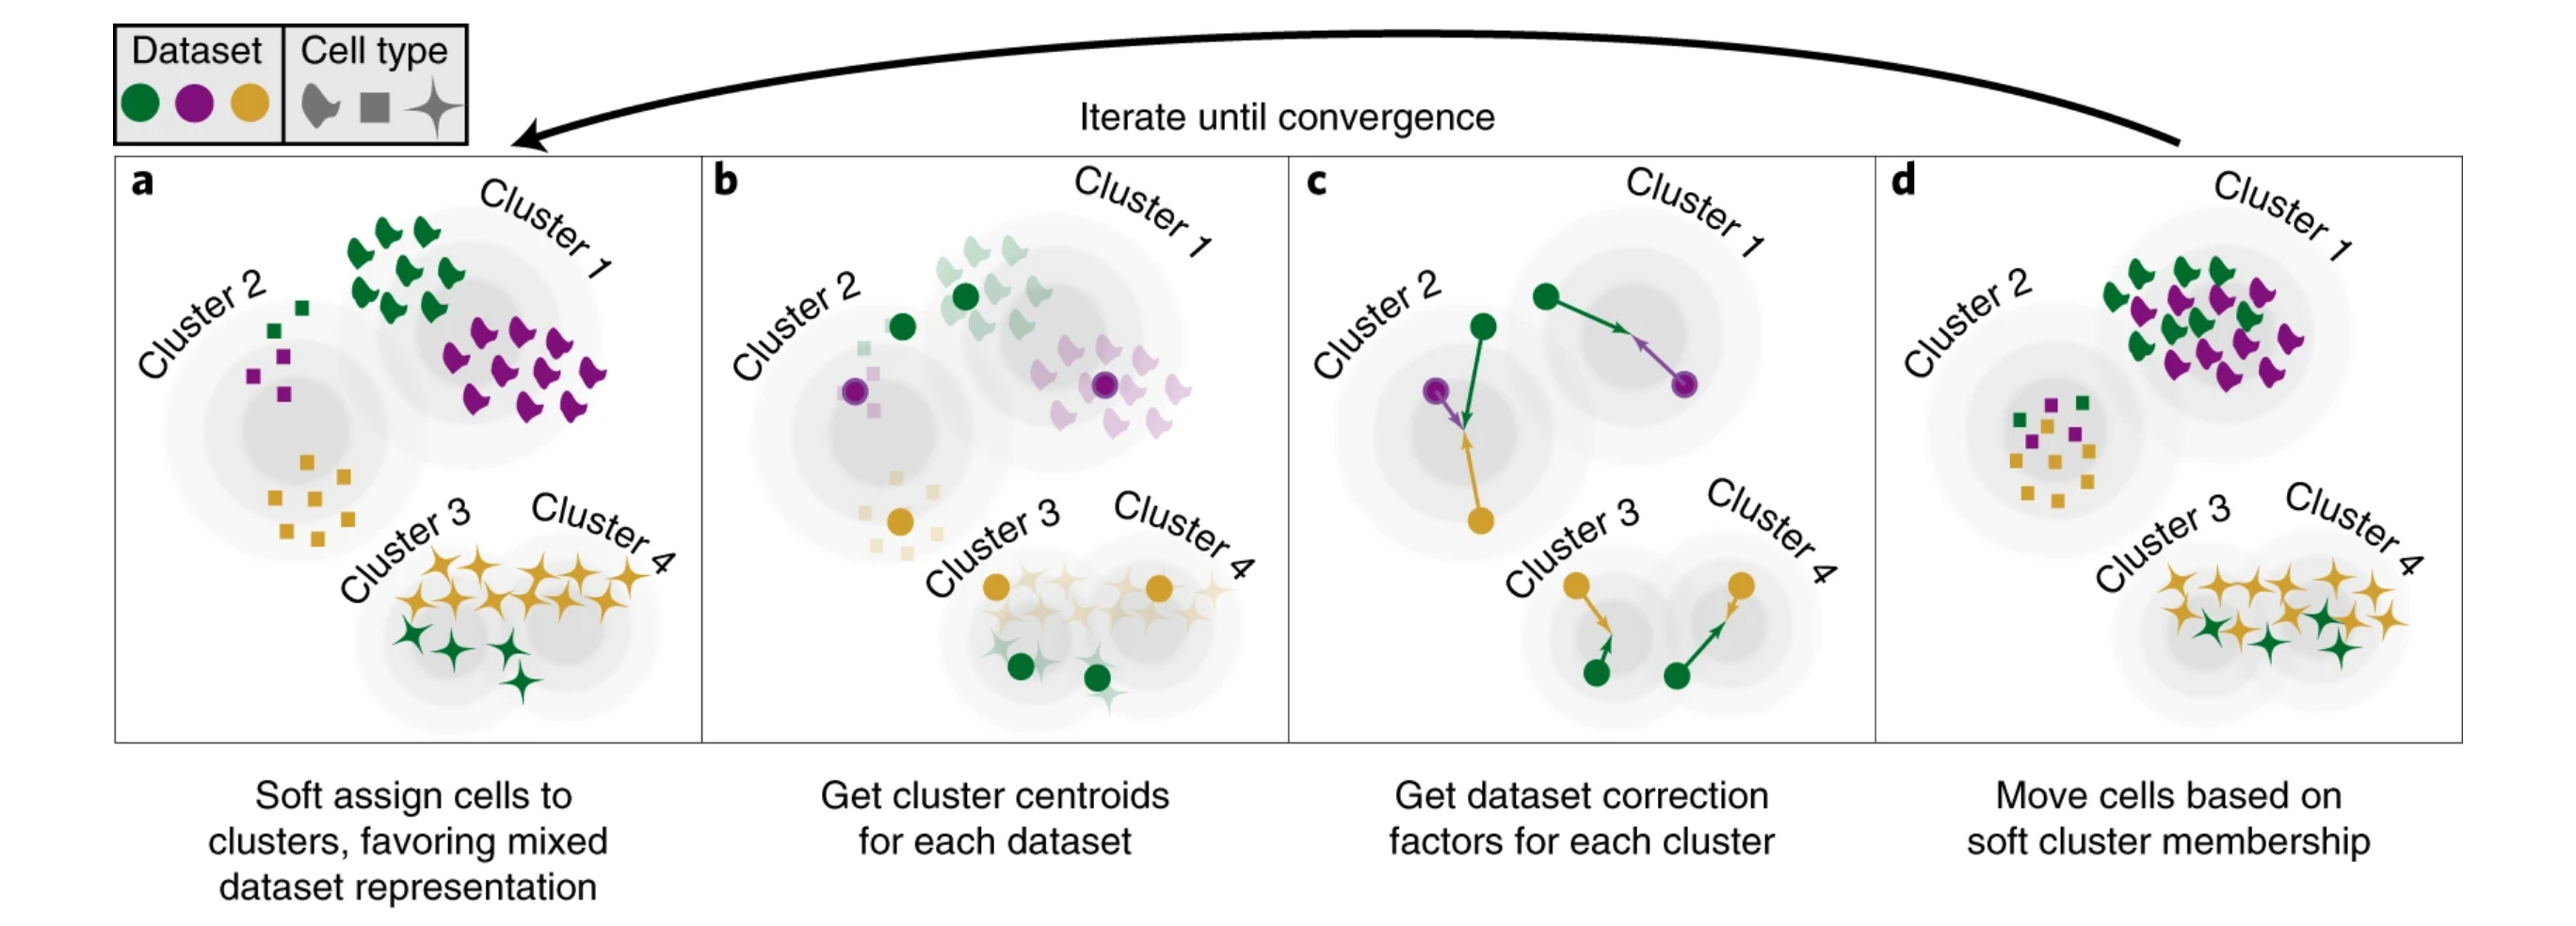 Dataset
Cell type
Iterate until convergence
a
Cluster 1
Cluster 2
Cluster 3
Cluster 4
b
Cluster 1
Cluster 2
Cluster 3
Cluster 4
c
Cluster 1
Cluster 2
Cluster 3
Cluster 4
d
Cluster 1
Cluster 2
Cluster 3
Cluster 4
Soft assign cells to
clusters, favoring mixed
dataset representation
Get cluster centroids
for each dataset
Get dataset correction
factors for each cluster
Move cells based on
soft cluster membership